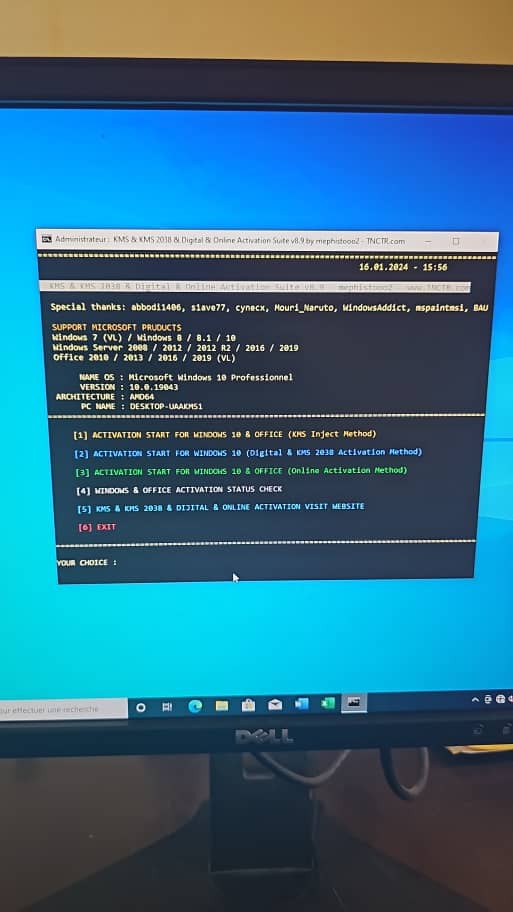 Administrateur: KMS & KMS 2038 & Digital & Online Activation Suite v8.9 by mephistooo2 - TNCTR.com
16.01.2024 - 15:56
KMS & KMS 2038 & Digital & Online Activation Suite v8.9 mephistooo2 - www.TNCTR.com
Special thanks: abbodi1406, s1ave77, cynecx, Mouri_Naruto, WindowsAddict, mspaintmsi, BAU
SUPPORT MICROSOFT PRUDUCTS
Windows 7 (VL) / Windows 8 / 8.1 / 10
Windows Server 2008 / 2012 / 2012 R2 / 2016 / 2019
Office 2010 / 2013 / 2016 / 2019 (VL)
NAME OS : Microsoft Windows 10 Professionnel
VERSION : 10.0.19043
ARCHITECTURE : AMD64
PC NAME : DESKTOP-UAAKM51
[1] ACTIVATION START FOR WINDOWS 10 & OFFICE (KMS Inject Method)
[2] ACTIVATION START FOR WINDOWS 10 (Digital & KMS 2038 Activation Method)
[3] ACTIVATION START FOR WINDOWS 10 & OFFICE (Online Activation Method)
[4] WINDOWS & OFFICE ACTIVATION STATUS CHECK
[5] KMS & KMS 2038 & DIJITAL & ONLINE ACTIVATION VISIT WEBSITE
[6] EXIT
YOUR CHOICE :
our effectuer une recherche
DELL